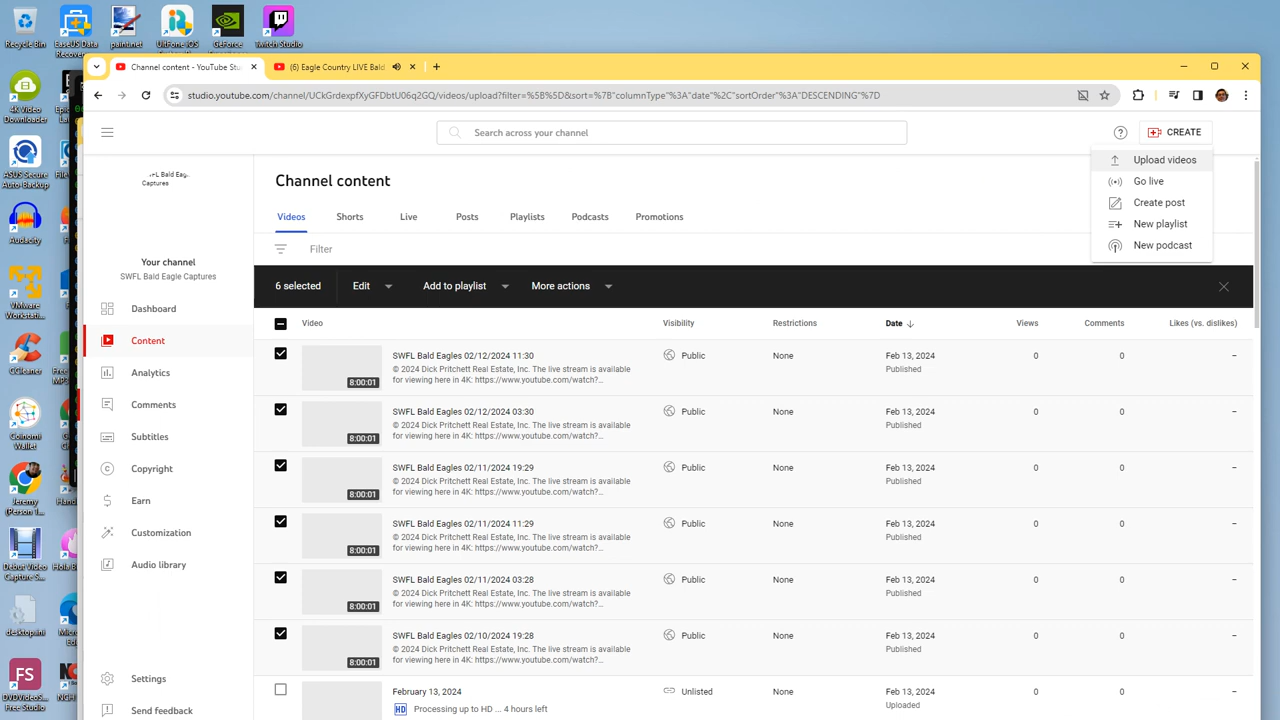 Recycle Bin
EaseUS Data
Recover...
paint.net
UltFone iOS
GeForce
Twitch Studio
Channel content - YouTube Stu
(6) Eagle Country LIVE Bald
studio.youtube.com/channel/UCkGrdexpfXyGFDbtU06q2GQ/videos/upload?filter=%5B%5D&sort=%7B"columnType"%3A"date"%2C"sortOrder"%3A"DESCENDING"%7D
Search across your channel
CREATE
Upload videos
Go live
Create post
New playlist
New podcast
4K Video
Downloader
ASUS Secure
Auto-Backup
Audacity
VMware
Workstati...
CCleaner
Coinomi
Wallet
Jeremy
(Person 1...
Debut Video
Capture S...
desktop.ini
DVDVideoS...
Free Studio
FS
Captures
Your channel
SWFL Bald Eagle Captures
Dashboard
Content
Analytics
Comments
Subtitles
Copyright
Earn
Customization
Audio library
Settings
Send feedback
Channel content
Videos
Shorts
Live
Posts
Playlists
Podcasts
Promotions
Filter
6 selected
Edit
Add to playlist
More actions
Video
Visibility
Restrictions
Date
Views
Comments
Likes (vs. dislikes)
8:00:01
SWFL Bald Eagles 02/12/2024 11:30
© 2024 Dick Pritchett Real Estate, Inc. The live stream is available
for viewing here in 4K: https://www.youtube.com/watch?...
Public
None
Feb 13, 2024
Published
0
0
–
8:00:01
SWFL Bald Eagles 02/12/2024 03:30
© 2024 Dick Pritchett Real Estate, Inc. The live stream is available
for viewing here in 4K: https://www.youtube.com/watch?...
Public
None
Feb 13, 2024
Published
0
0
–
8:00:01
SWFL Bald Eagles 02/11/2024 19:29
© 2024 Dick Pritchett Real Estate, Inc. The live stream is available
for viewing here in 4K: https://www.youtube.com/watch?...
Public
None
Feb 13, 2024
Published
0
0
–
8:00:01
SWFL Bald Eagles 02/11/2024 11:29
© 2024 Dick Pritchett Real Estate, Inc. The live stream is available
for viewing here in 4K: https://www.youtube.com/watch?...
Public
None
Feb 13, 2024
Published
0
0
–
8:00:01
SWFL Bald Eagles 02/11/2024 03:28
© 2024 Dick Pritchett Real Estate, Inc. The live stream is available
for viewing here in 4K: https://www.youtube.com/watch?...
Public
None
Feb 13, 2024
Published
0
0
–
8:00:01
SWFL Bald Eagles 02/10/2024 19:28
© 2024 Dick Pritchett Real Estate, Inc. The live stream is available
for viewing here in 4K: https://www.youtube.com/watch?...
Public
None
Feb 13, 2024
Published
0
0
–
February 13, 2024
HD Processing up to HD ... 4 hours left
Unlisted
None
Feb 13, 2024
Uploaded
0
0
–